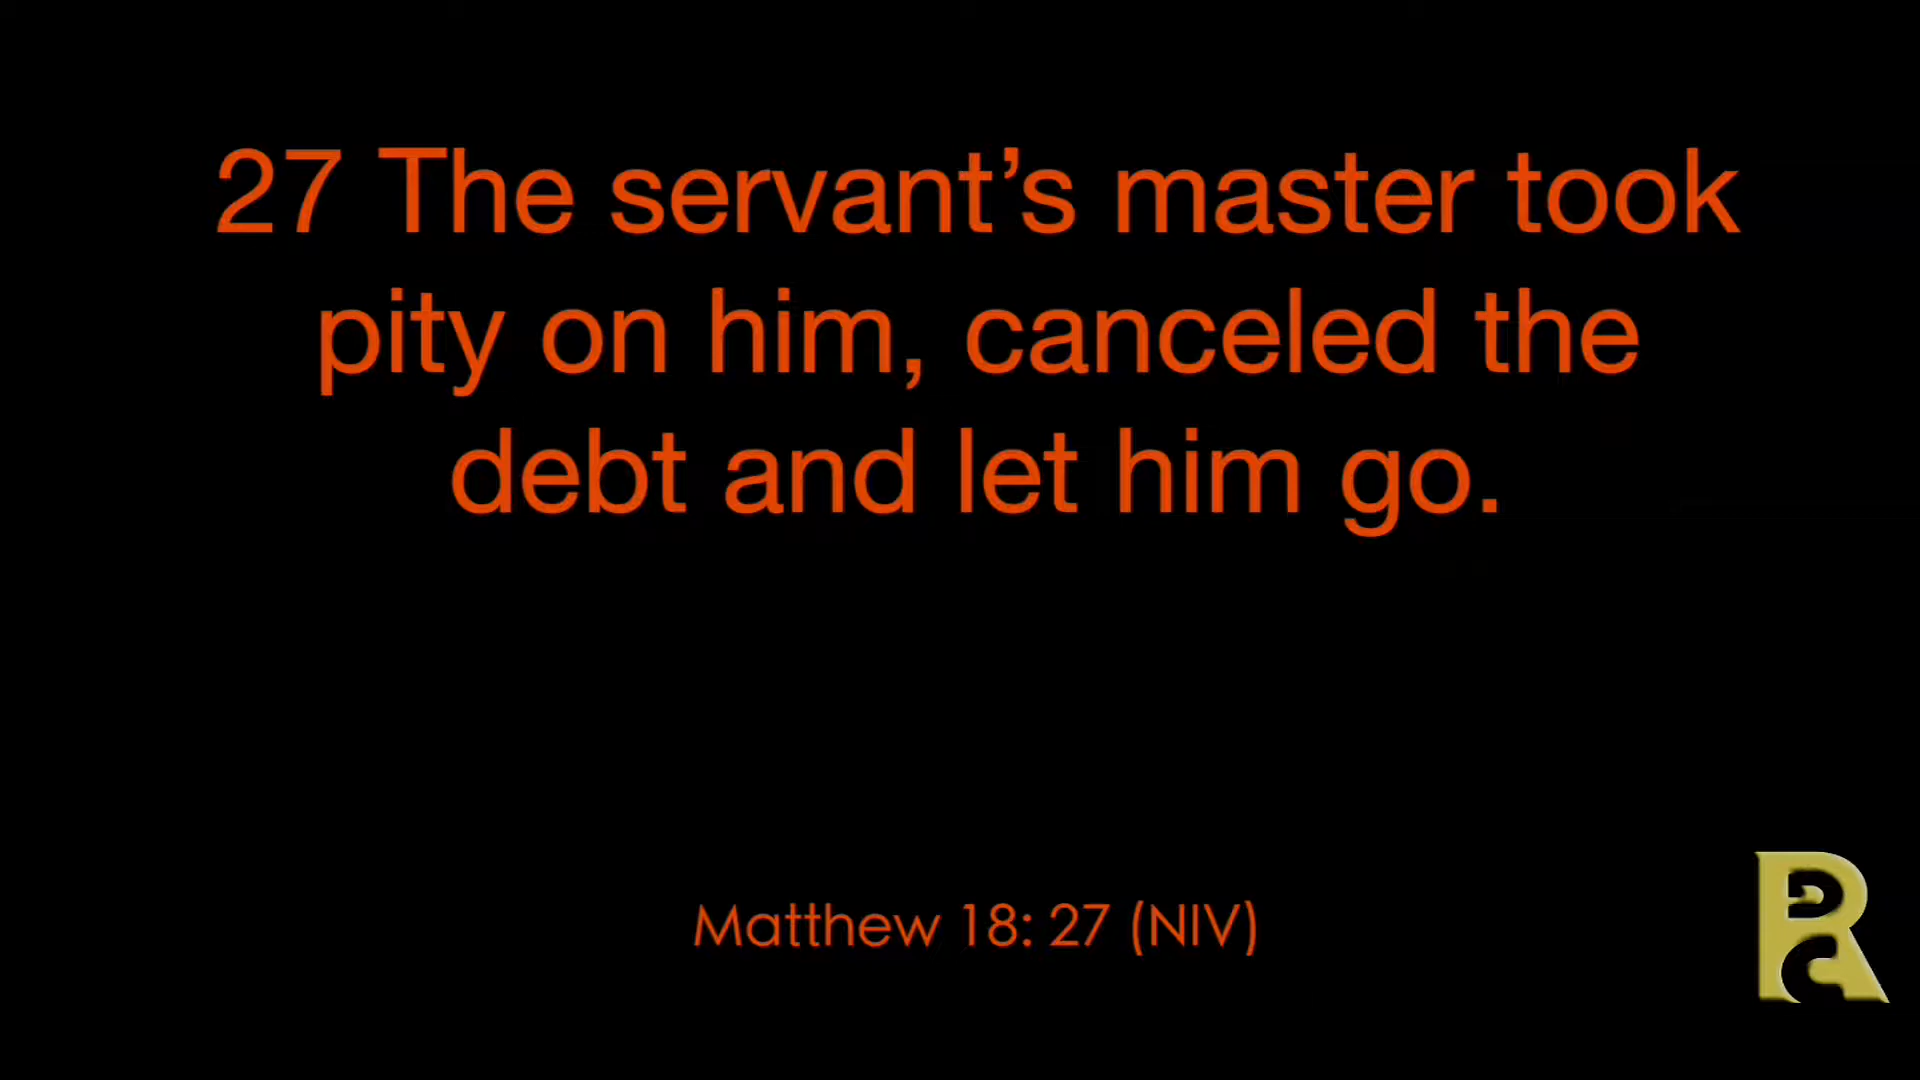 27 The servant’s master took
pity on him, canceled the
debt and let him go.
Matthew 18: 27 (NIV)